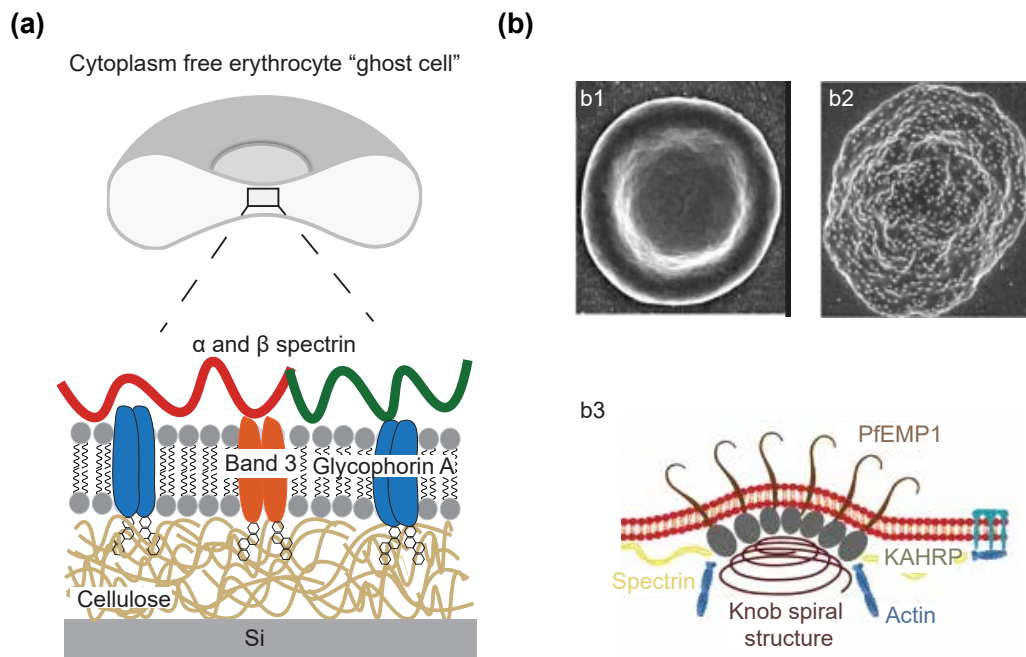 (a)
Cytoplasm free erythrocyte “ghost cell”
α and β spectrin
Band 3
Glycophorin A
Cellulose
Si
(b)
b1
b2
b3
PfEMP1
KAHRP
Spectrin
Knob spiral
structure
Actin